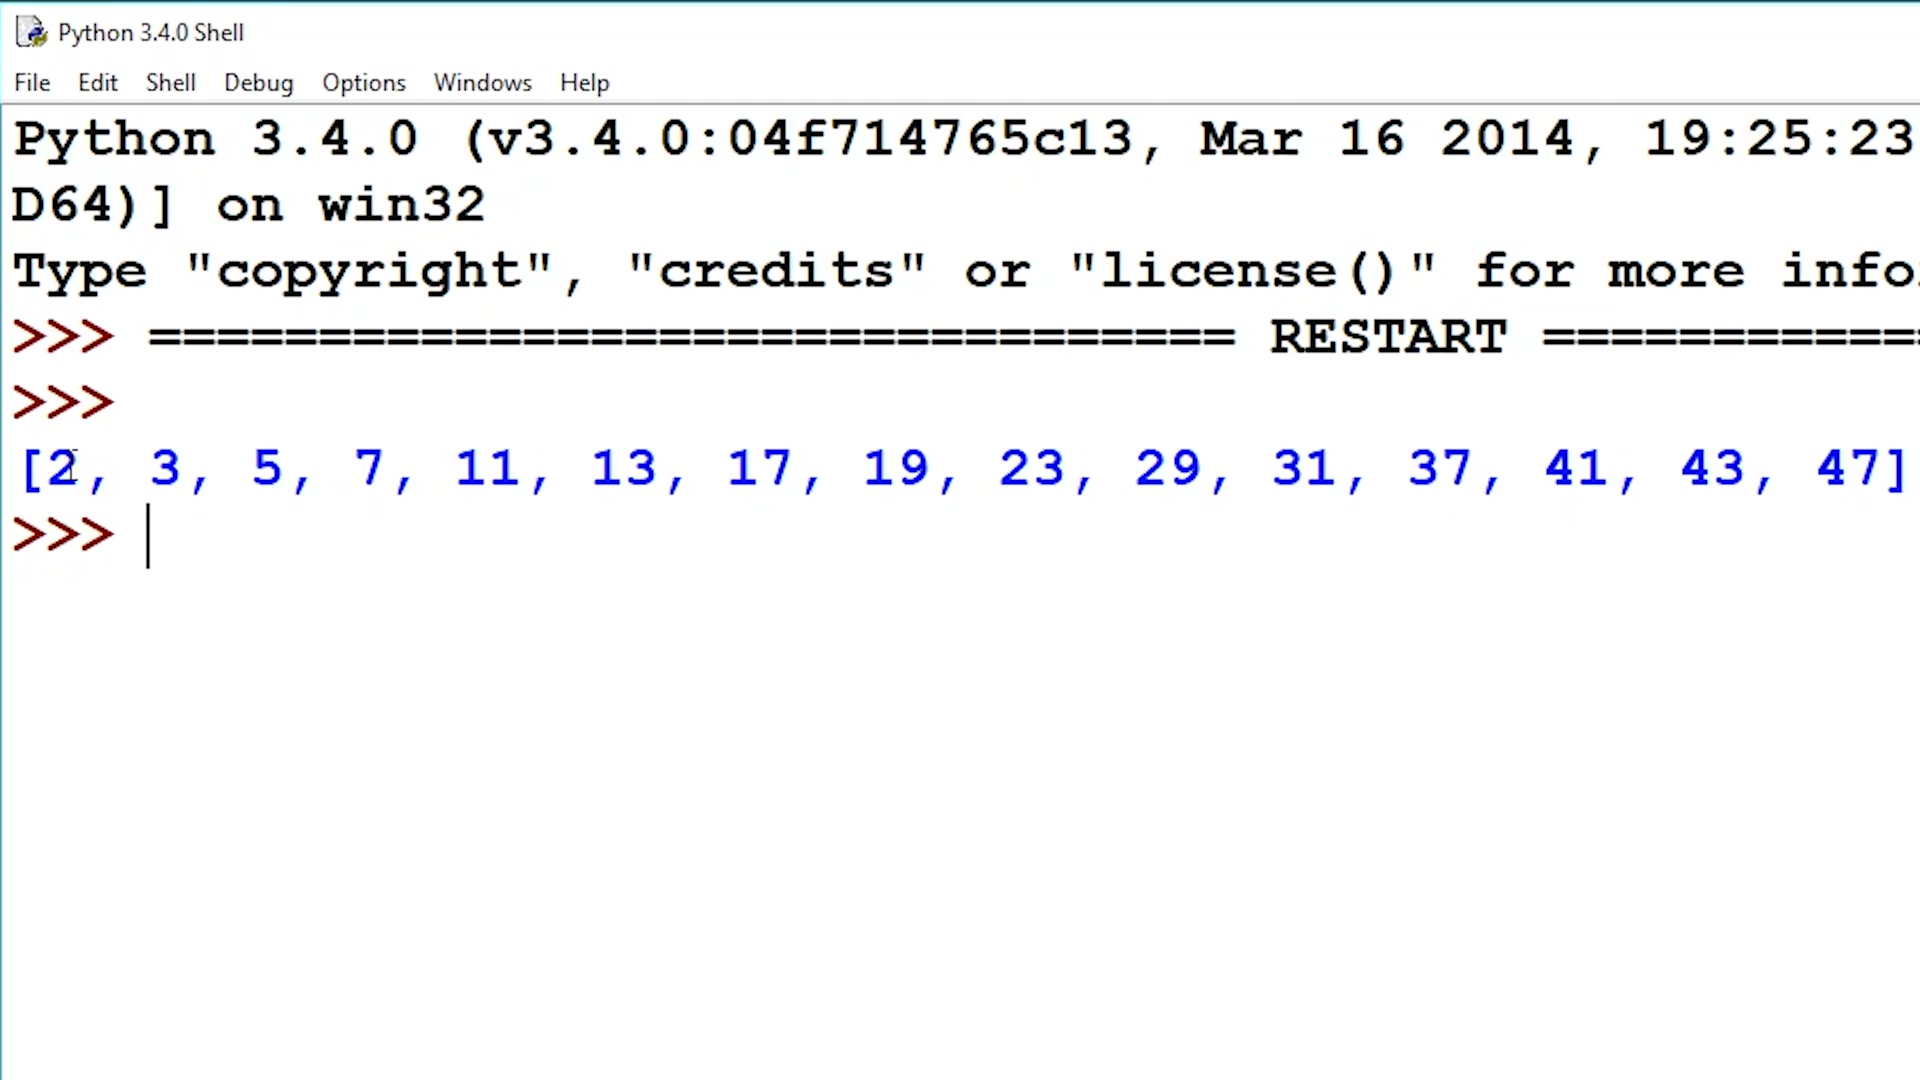 Python 3.4.0 Shell
File Edit Shell Debug Options Windows Help
Python 3.4.0 (v3.4.0:04f714765c13, Mar 16 2014, 19:25:23
D64)] on win32
Type "copyright", "credits" or "license()" for more info
>>> ================================ RESTART ===========
>>>
[2, 3, 5, 7, 11, 13, 17, 19, 23, 29, 31, 37, 41, 43, 47]
>>>